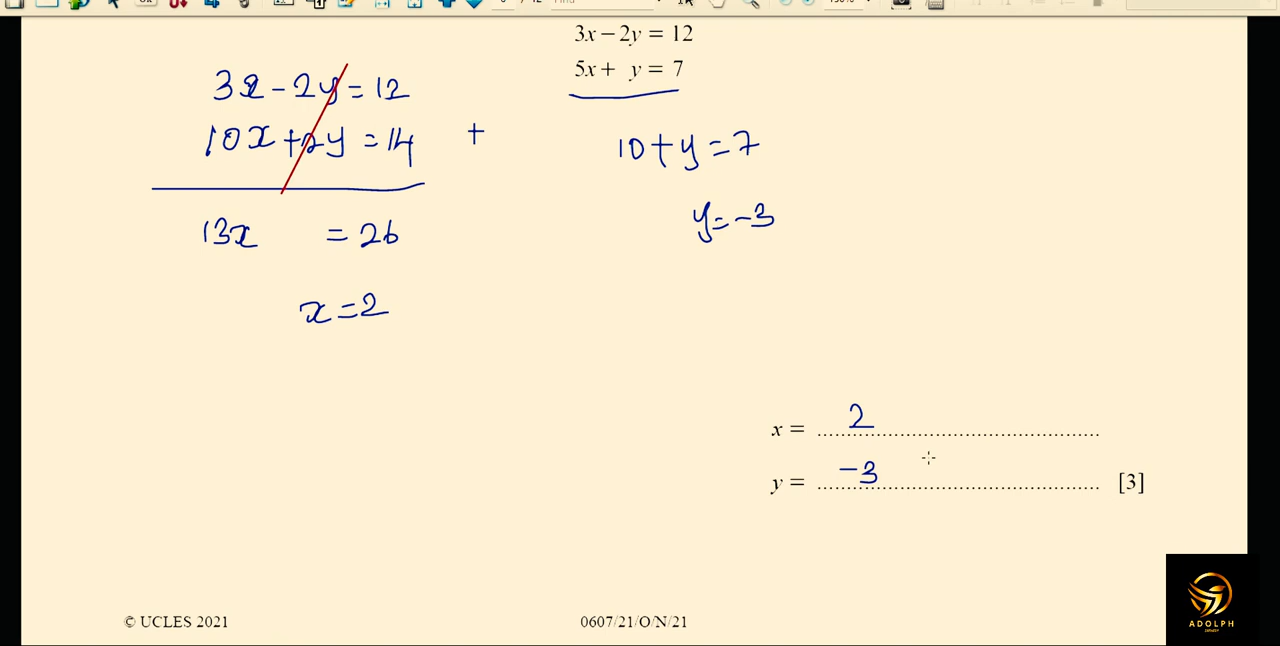 3x − 2y = 12
5x + y = 7
3x - 2y = 12
10x + 2y = 14 +
13x = 26
x = 2
10 + y = 7
y = -3
x = 2
y = -3 [3]
© UCLES 2021
0607/21/O/N/21
ADOLPH